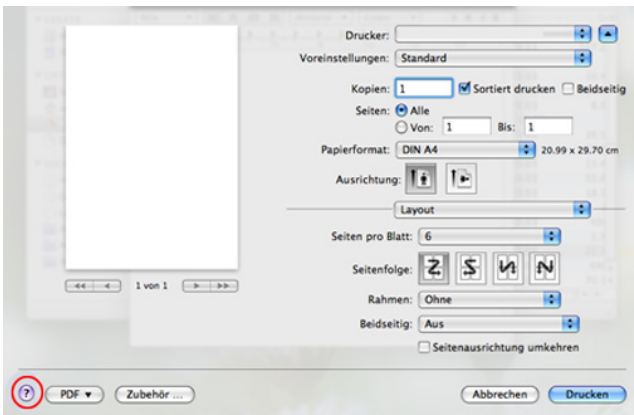 Drucker:
Voreinstellungen: Standard
Kopien: 1 Sortiert drucken Beidseitig
Seiten: Alle
Von: 1 Bis: 1
Papierformat: DIN A4 20.99 x 29.70 cm
Ausrichtung:
Layout
Seiten pro Blatt: 6
Seitenfolge:
1 von 1
Rahmen: Ohne
Beidseitig: Aus
Seitenausrichtung umkehren
? PDF Zubehör ... Abbrechen Drucken